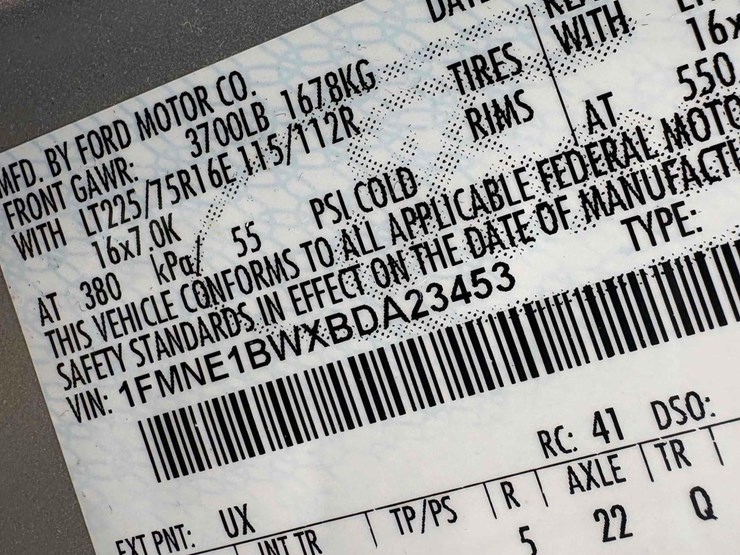 MFD. BY FORD MOTOR CO.
FRONT GAWR: 3700LB 1678KG
WITH LT225/75R16E 115/112R TIRES WITH
16x7.0K RIMS
AT 380 kPa/ 55 PSI COLD AT 550
THIS VEHICLE CONFORMS TO ALL APPLICABLE FEDERAL MOTO
SAFETY STANDARDS IN EFFECT ON THE DATE OF MANUFACT
VIN: 1FMNE1BWXBDA23453 TYPE:
RC: 41 DSO:
EXT PNT: UX
INT TR TP/PS R AXLE TR
5 22 Q